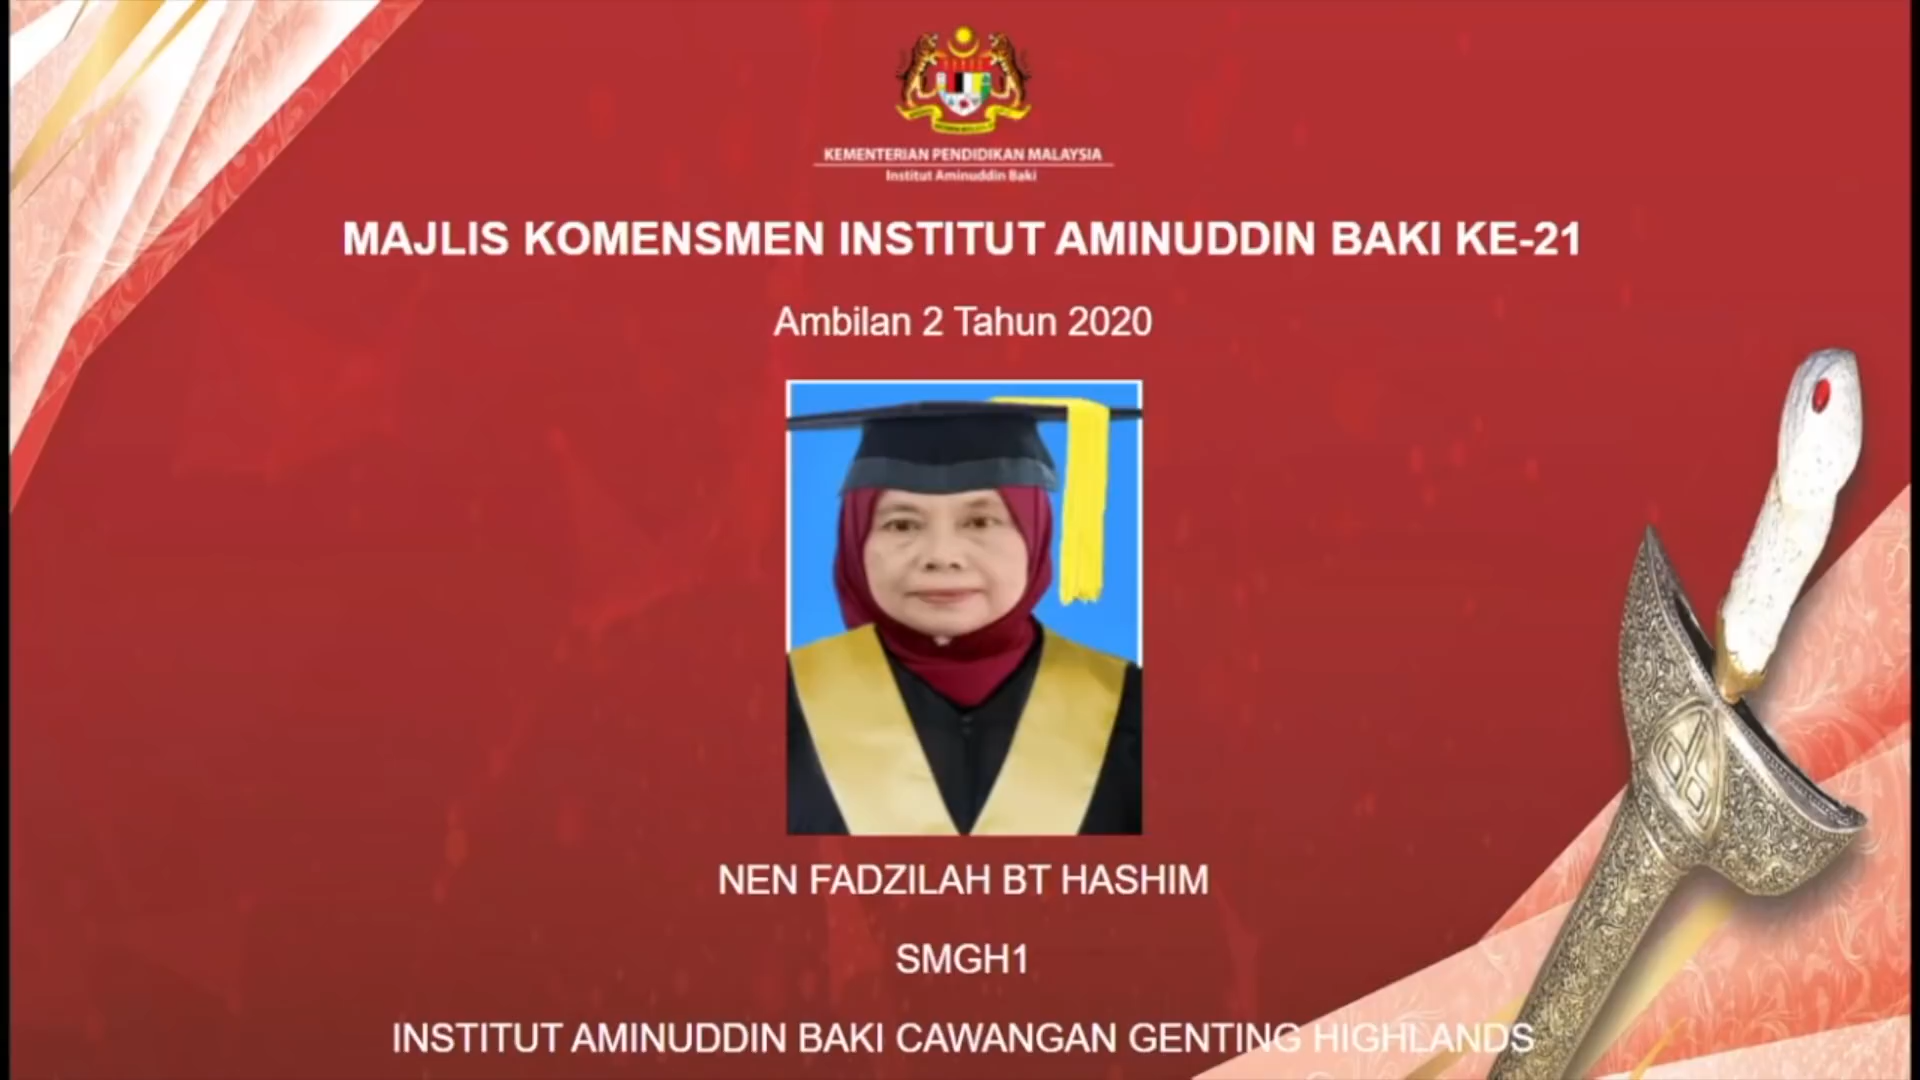 KEMENTERIAN PENDIDIKAN MALAYSIA
Institut Aminuddin Baki
MAJLIS KOMENSMEN INSTITUT AMINUDDIN BAKI KE-21
Ambilan 2 Tahun 2020
NEN FADZILAH BT HASHIM
SMGH1
INSTITUT AMINUDDIN BAKI CAWANGAN GENTING HIGHLANDS